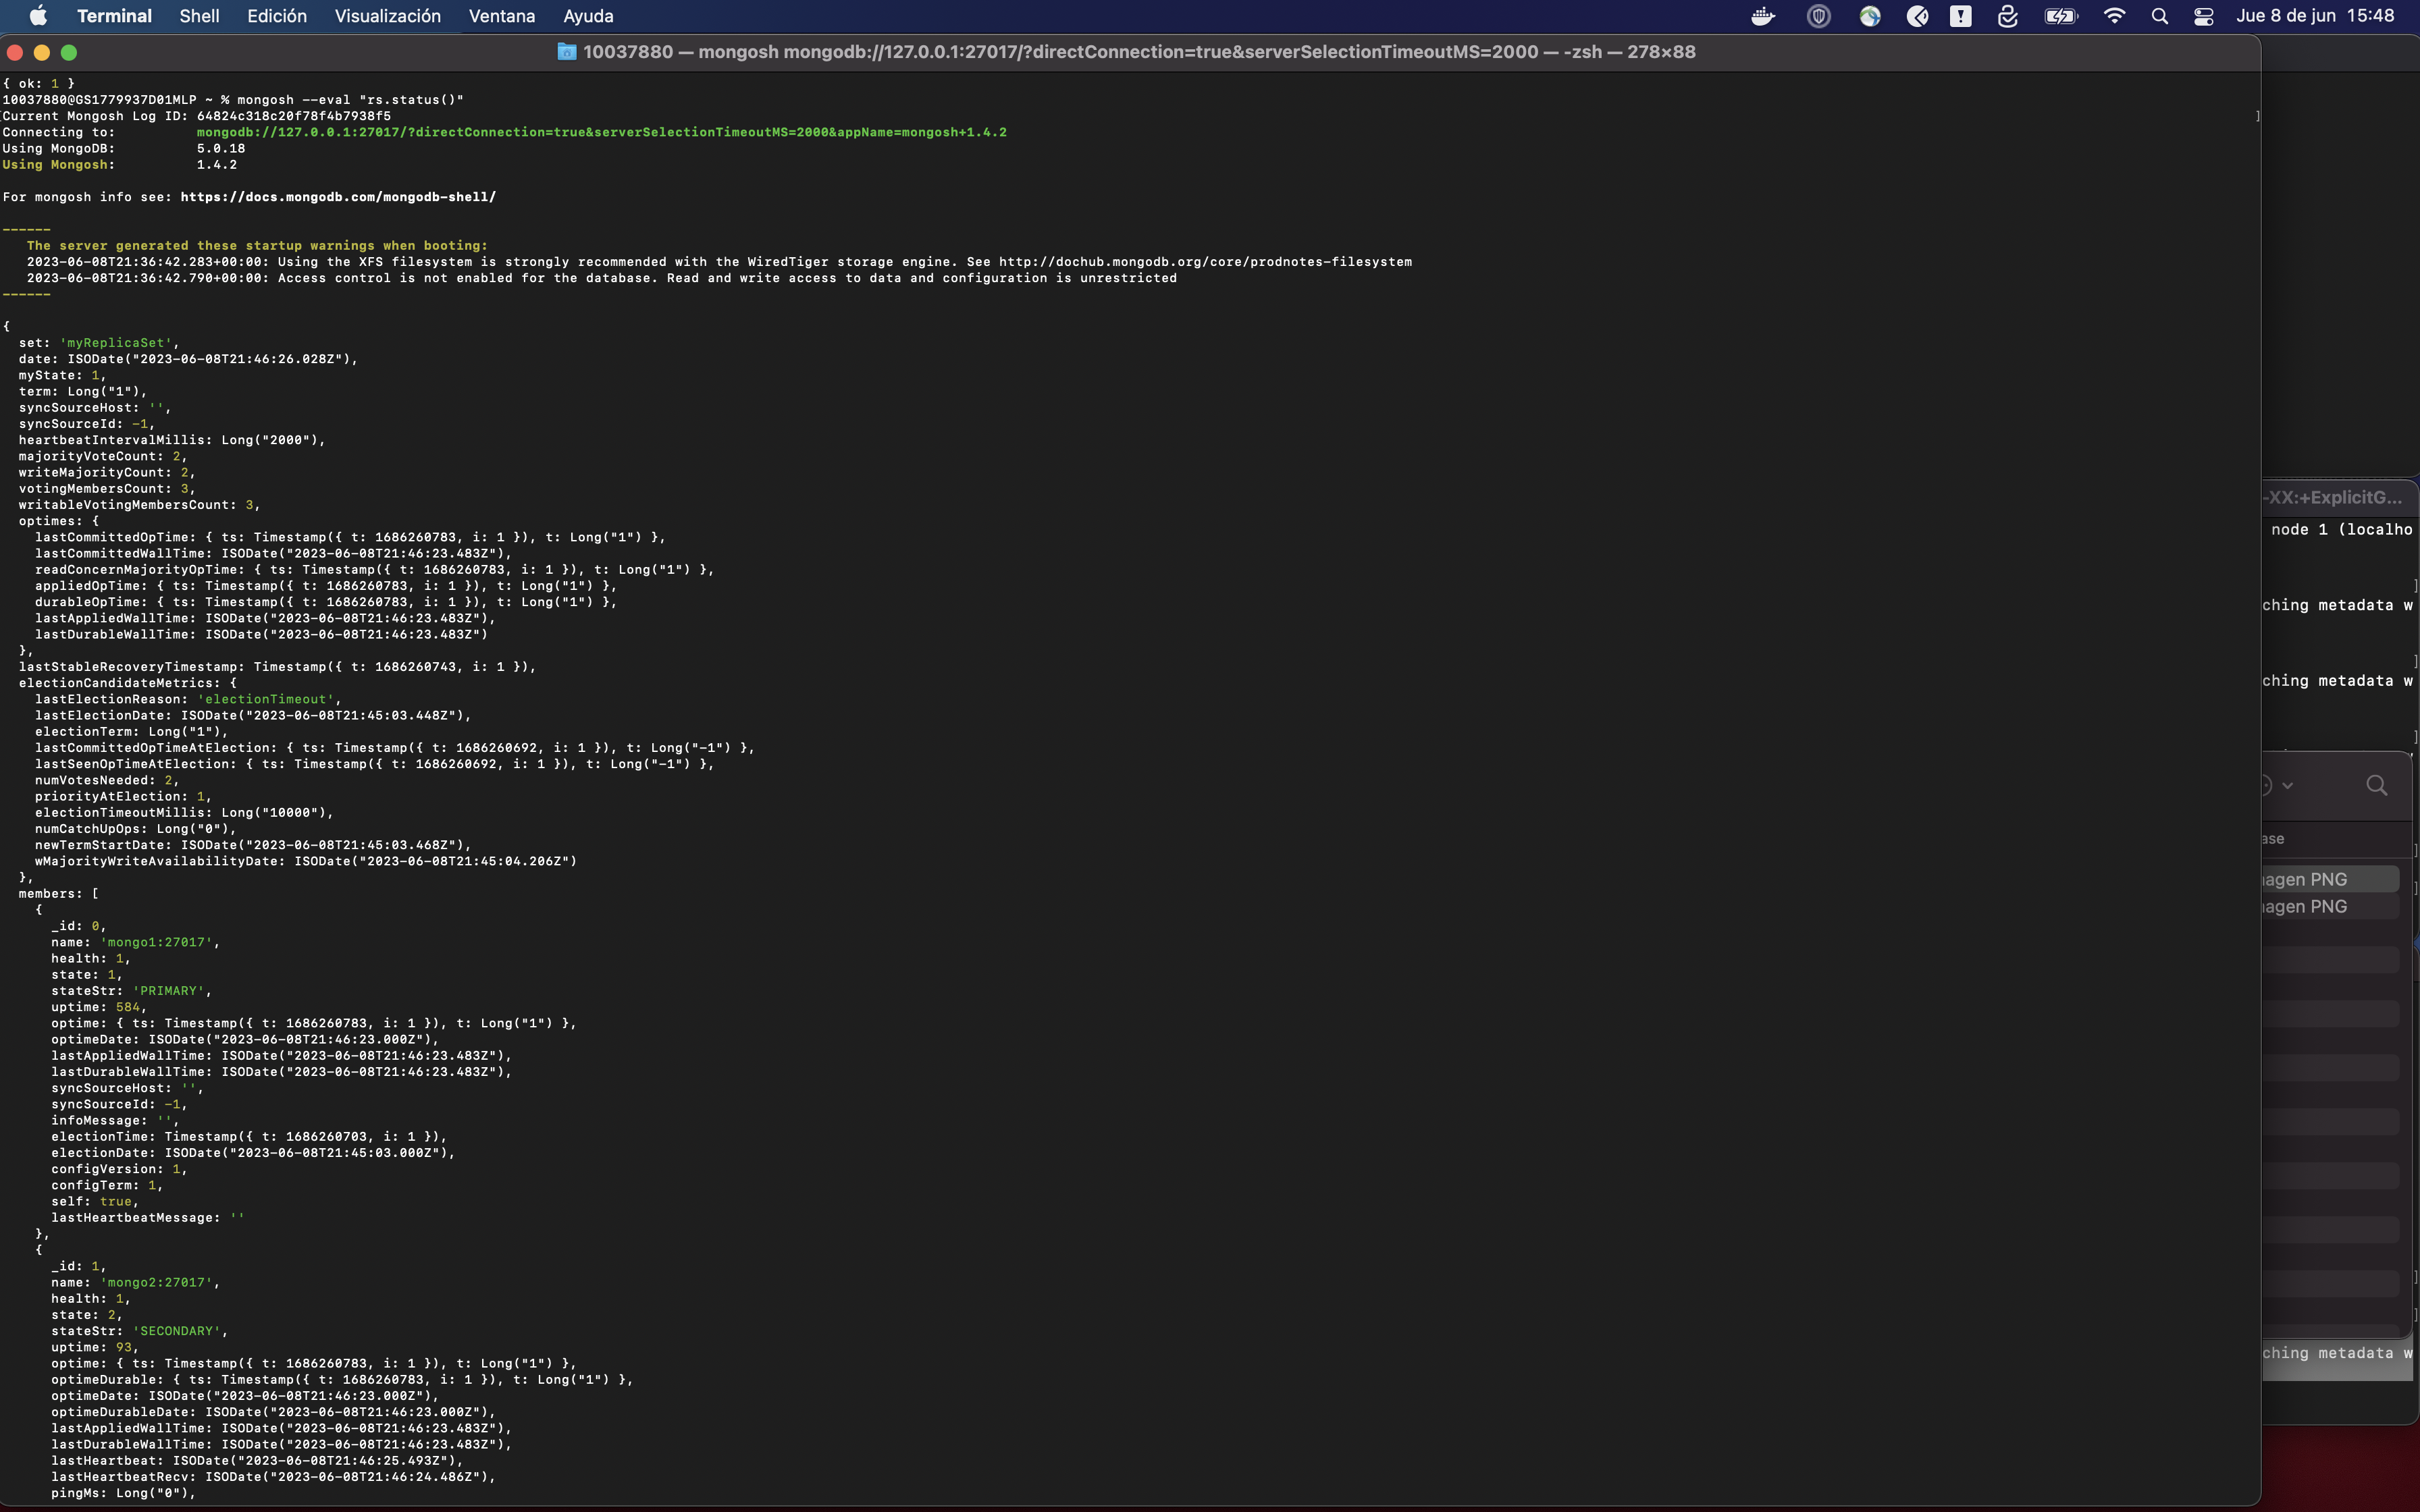 Terminal Shell Edición Visualización Ventana Ayuda Jue 8 de jun 15:48
10037880 — mongosh mongodb://127.0.0.1:27017/?directConnection=true&serverSelectionTimeoutMS=2000 — -zsh — 278×88
{ ok: 1 }
10037880@GS1779937D01MLP ~ % mongosh --eval "rs.status()"
Current Mongosh Log ID: 64824c318c20f78f4b7938f5
Connecting to: mongodb://127.0.0.1:27017/?directConnection=true&serverSelectionTimeoutMS=2000&appName=mongosh+1.4.2
Using MongoDB: 5.0.18
Using Mongosh: 1.4.2
For mongosh info see: https://docs.mongodb.com/mongodb-shell/
------
The server generated these startup warnings when booting:
2023-06-08T21:36:42.283+00:00: Using the XFS filesystem is strongly recommended with the WiredTiger storage engine. See http://dochub.mongodb.org/core/prodnotes-filesystem
2023-06-08T21:36:42.790+00:00: Access control is not enabled for the database. Read and write access to data and configuration is unrestricted
------
{
set: 'myReplicaSet',
date: ISODate("2023-06-08T21:46:26.028Z"),
myState: 1,
term: Long("1"),
syncSourceHost: '',
syncSourceId: -1,
heartbeatIntervalMillis: Long("2000"),
majorityVoteCount: 2,
writeMajorityCount: 2,
votingMembersCount: 3,
writableVotingMembersCount: 3,
optimes: {
lastCommittedOpTime: { ts: Timestamp({ t: 1686260783, i: 1 }), t: Long("1") },
lastCommittedWallTime: ISODate("2023-06-08T21:46:23.483Z"),
readConcernMajorityOpTime: { ts: Timestamp({ t: 1686260783, i: 1 }), t: Long("1") },
appliedOpTime: { ts: Timestamp({ t: 1686260783, i: 1 }), t: Long("1") },
durableOpTime: { ts: Timestamp({ t: 1686260783, i: 1 }), t: Long("1") },
lastAppliedWallTime: ISODate("2023-06-08T21:46:23.483Z"),
lastDurableWallTime: ISODate("2023-06-08T21:46:23.483Z")
},
lastStableRecoveryTimestamp: Timestamp({ t: 1686260743, i: 1 }),
electionCandidateMetrics: {
lastElectionReason: 'electionTimeout',
lastElectionDate: ISODate("2023-06-08T21:45:03.448Z"),
electionTerm: Long("1"),
lastCommittedOpTimeAtElection: { ts: Timestamp({ t: 1686260692, i: 1 }), t: Long("-1") },
lastSeenOpTimeAtElection: { ts: Timestamp({ t: 1686260692, i: 1 }), t: Long("-1") },
numVotesNeeded: 2,
priorityAtElection: 1,
electionTimeoutMillis: Long("10000"),
numCatchUpOps: Long("0"),
newTermStartDate: ISODate("2023-06-08T21:45:03.468Z"),
wMajorityWriteAvailabilityDate: ISODate("2023-06-08T21:45:04.206Z")
},
members: [
{
_id: 0,
name: 'mongo1:27017',
health: 1,
state: 1,
stateStr: 'PRIMARY',
uptime: 584,
optime: { ts: Timestamp({ t: 1686260783, i: 1 }), t: Long("1") },
optimeDate: ISODate("2023-06-08T21:46:23.000Z"),
lastAppliedWallTime: ISODate("2023-06-08T21:46:23.483Z"),
lastDurableWallTime: ISODate("2023-06-08T21:46:23.483Z"),
syncSourceHost: '',
syncSourceId: -1,
infoMessage: '',
electionTime: Timestamp({ t: 1686260703, i: 1 }),
electionDate: ISODate("2023-06-08T21:45:03.000Z"),
configVersion: 1,
configTerm: 1,
self: true,
lastHeartbeatMessage: ''
},
{
_id: 1,
name: 'mongo2:27017',
health: 1,
state: 2,
stateStr: 'SECONDARY',
uptime: 93,
optime: { ts: Timestamp({ t: 1686260783, i: 1 }), t: Long("1") },
optimeDurable: { ts: Timestamp({ t: 1686260783, i: 1 }), t: Long("1") },
optimeDate: ISODate("2023-06-08T21:46:23.000Z"),
optimeDurableDate: ISODate("2023-06-08T21:46:23.000Z"),
lastAppliedWallTime: ISODate("2023-06-08T21:46:23.483Z"),
lastDurableWallTime: ISODate("2023-06-08T21:46:23.483Z"),
lastHeartbeat: ISODate("2023-06-08T21:46:25.493Z"),
lastHeartbeatRecv: ISODate("2023-06-08T21:46:24.486Z"),
pingMs: Long("0"),
-XX:+ExplicitG...
node 1 (localho
ching metadata w
ching metadata w
ase
agen PNG
agen PNG
ching metadata w